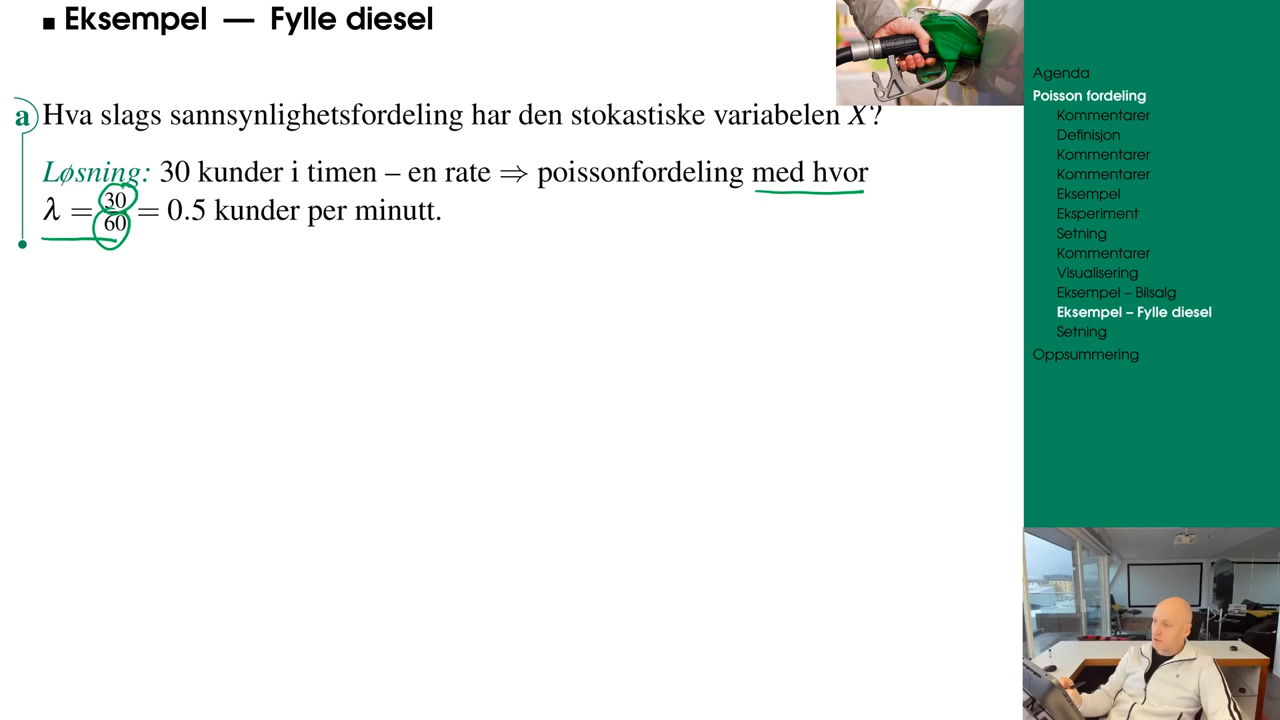 Eksempel — Fylle diesel
a Hva slags sannsynlighetsfordeling har den stokastiske variabelen X?
Løsning: 30 kunder i timen – en rate ⇒ poissonfordeling med hvor
λ = 30/60 = 0.5 kunder per minutt.
Agenda
Poisson fordeling
Kommentarer
Definisjon
Kommentarer
Kommentarer
Eksempel
Eksperiment
Setning
Kommentarer
Visualisering
Eksempel – Bilsalg
Eksempel – Fylle diesel
Setning
Oppsummering